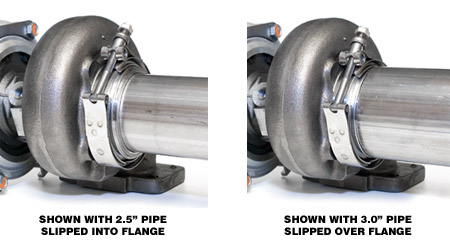 SHOWN WITH 2.5” PIPE
SLIPPED INTO FLANGE
SHOWN WITH 3.0” PIPE
SLIPPED OVER FLANGE